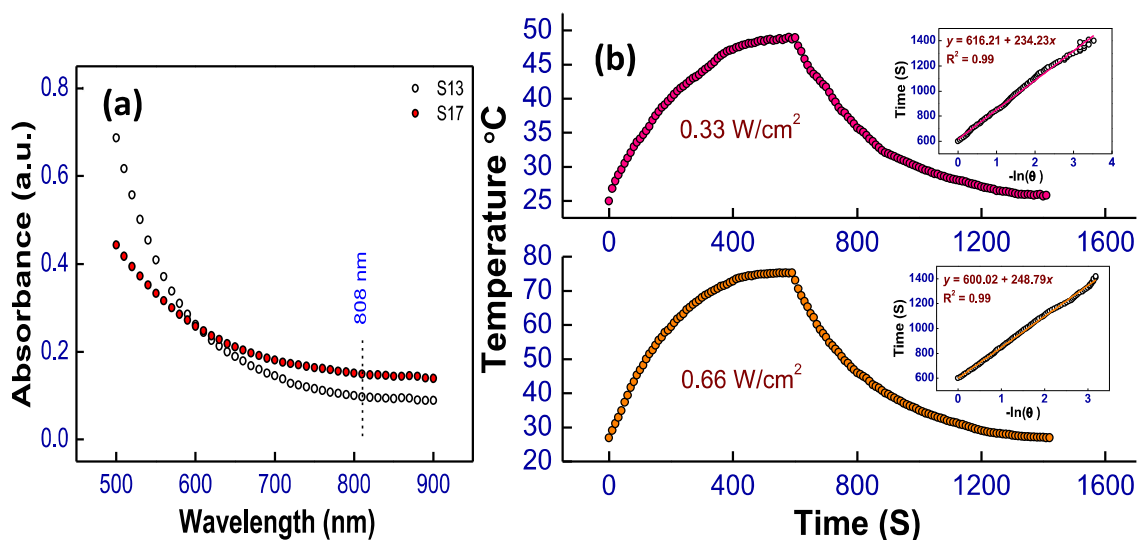 (a)
S13
S17
808 nm
Absorbance (a.u.)
0.8
0.6
0.4
0.2
0.0
500 600 700 800 900
Wavelength (nm)
(b)
Temperature °C
50
45
40
35
30
25
0 400 800 1200 1600
0.33 W/cm²
y = 616.21 + 234.23x
R² = 0.99
Time (S)
1400
1200
1000
800
600
0 1 2 3 4
-ln(θ )
80
70
60
50
40
30
20
0 400 800 1200 1600
0.66 W/cm²
y = 600.02 + 248.79x
R² = 0.99
Time (S)
1600
1400
1200
1000
800
600
0 1 2 3
-ln(θ )
Time (S)